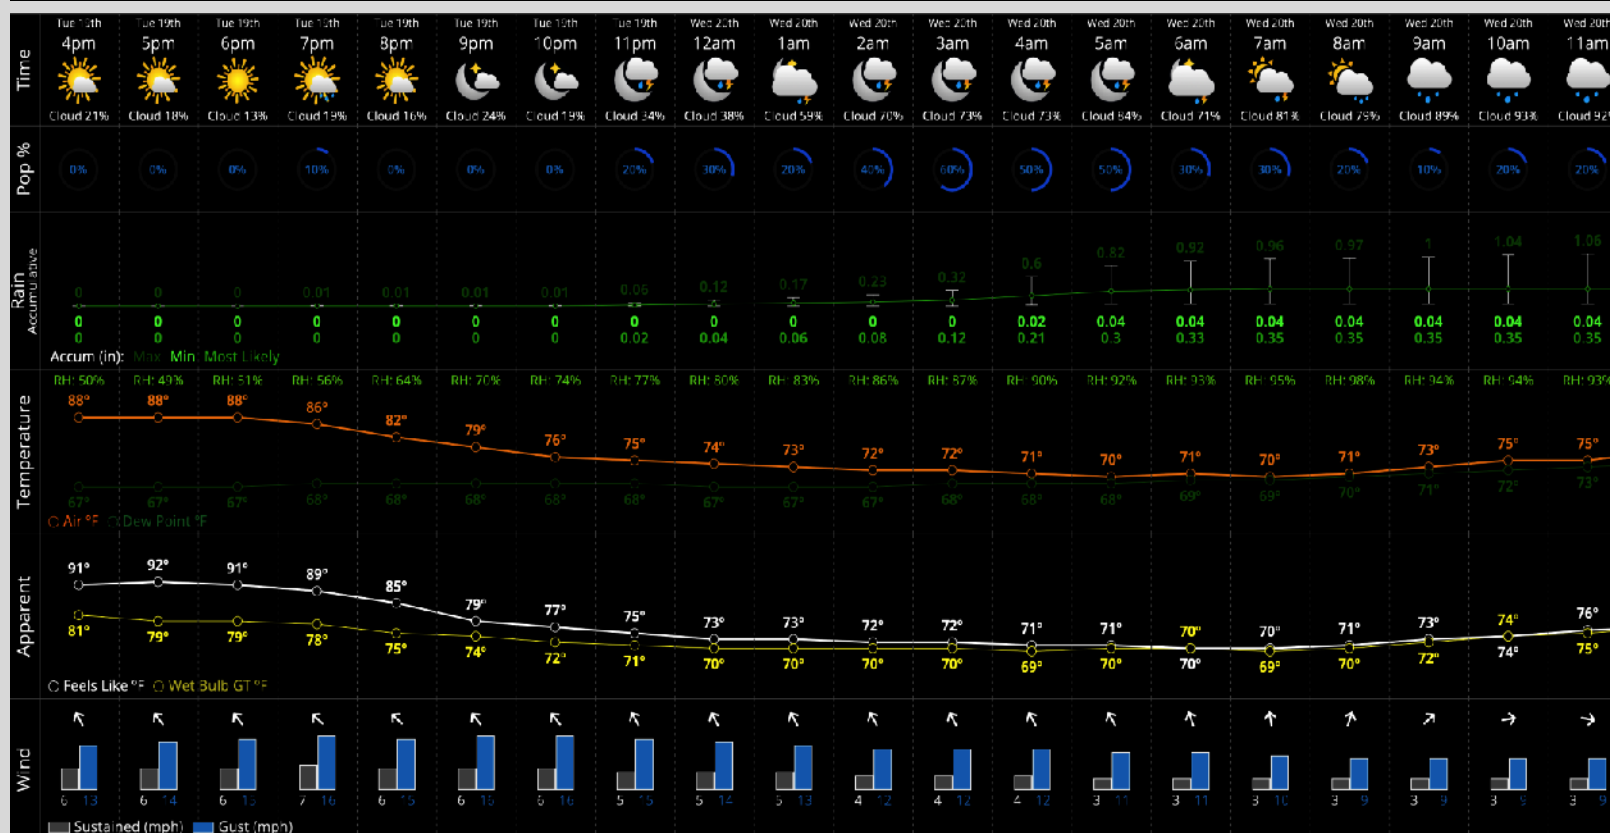 Tue 19th Tue 19th Tue 19th Tue 19th Tue 19th Tue 19th Tue 19th Tue 19th Wed 20th Wed 20th Wed 20th Wed 20th Wed 20th Wed 20th Wed 20th Wed 20th Wed 20th Wed 20th Wed 20th Wed 20th
Time
4pm 5pm 6pm 7pm 8pm 9pm 10pm 11pm 12am 1am 2am 3am 4am 5am 6am 7am 8am 9am 10am 11am
Cloud 21% Cloud 18% Cloud 13% Cloud 19% Cloud 16% Cloud 24% Cloud 19% Cloud 34% Cloud 38% Cloud 59% Cloud 70% Cloud 73% Cloud 73% Cloud 84% Cloud 71% Cloud 81% Cloud 79% Cloud 89% Cloud 93% Cloud 92%
Pop %
0% 0% 0% 10% 0% 0% 0% 20% 30% 20% 40% 60% 50% 50% 30% 30% 20% 10% 20% 20%
Rain
Accumulative
0 0 0 0.01 0.01 0.01 0.01 0.12 0.17 0.23 0.32 0.6 0.82 0.92 0.96 0.97 1 1.04 1.06
0 0 0 0 0 0 0 0 0 0 0 0 0.02 0.04 0.04 0.04 0.04 0.04 0.04 0.04
0 0 0 0 0 0 0 0.02 0.04 0.06 0.08 0.12 0.21 0.3 0.33 0.35 0.35 0.35 0.35 0.35
Accum (in): Max Min Most Likely
Temperature
RH: 50% RH: 49% RH: 51% RH: 56% RH: 64% RH: 70% RH: 74% RH: 77% RH: 80% RH: 83% RH: 86% RH: 87% RH: 90% RH: 92% RH: 93% RH: 95% RH: 98% RH: 94% RH: 94% RH: 93%
88° 88° 88° 86° 82° 79° 76° 75° 74° 73° 72° 72° 71° 70° 71° 70° 71° 73° 75° 75°
67° 67° 67° 68° 68° 68° 68° 68° 67° 67° 67° 68° 68° 68° 69° 69° 70° 71° 72° 73°
Air °F Dew Point °F
Apparent
91° 92° 91° 89° 85° 79° 77° 75° 73° 73° 72° 72° 71° 71° 70° 70° 71° 73° 74° 76°
81° 79° 79° 78° 75° 74° 72° 71° 70° 70° 70° 70° 69° 70° 70° 69° 70° 72° 74° 75°
Feels Like °F Wet Bulb GT °F
Wind
6 13 6 14 6 15 7 16 6 15 6 16 6 16 5 15 5 14 5 13 4 12 4 12 4 12 3 11 3 11 3 10 3 9 3 9 3 9 3 9
Sustained (mph) Gust (mph)